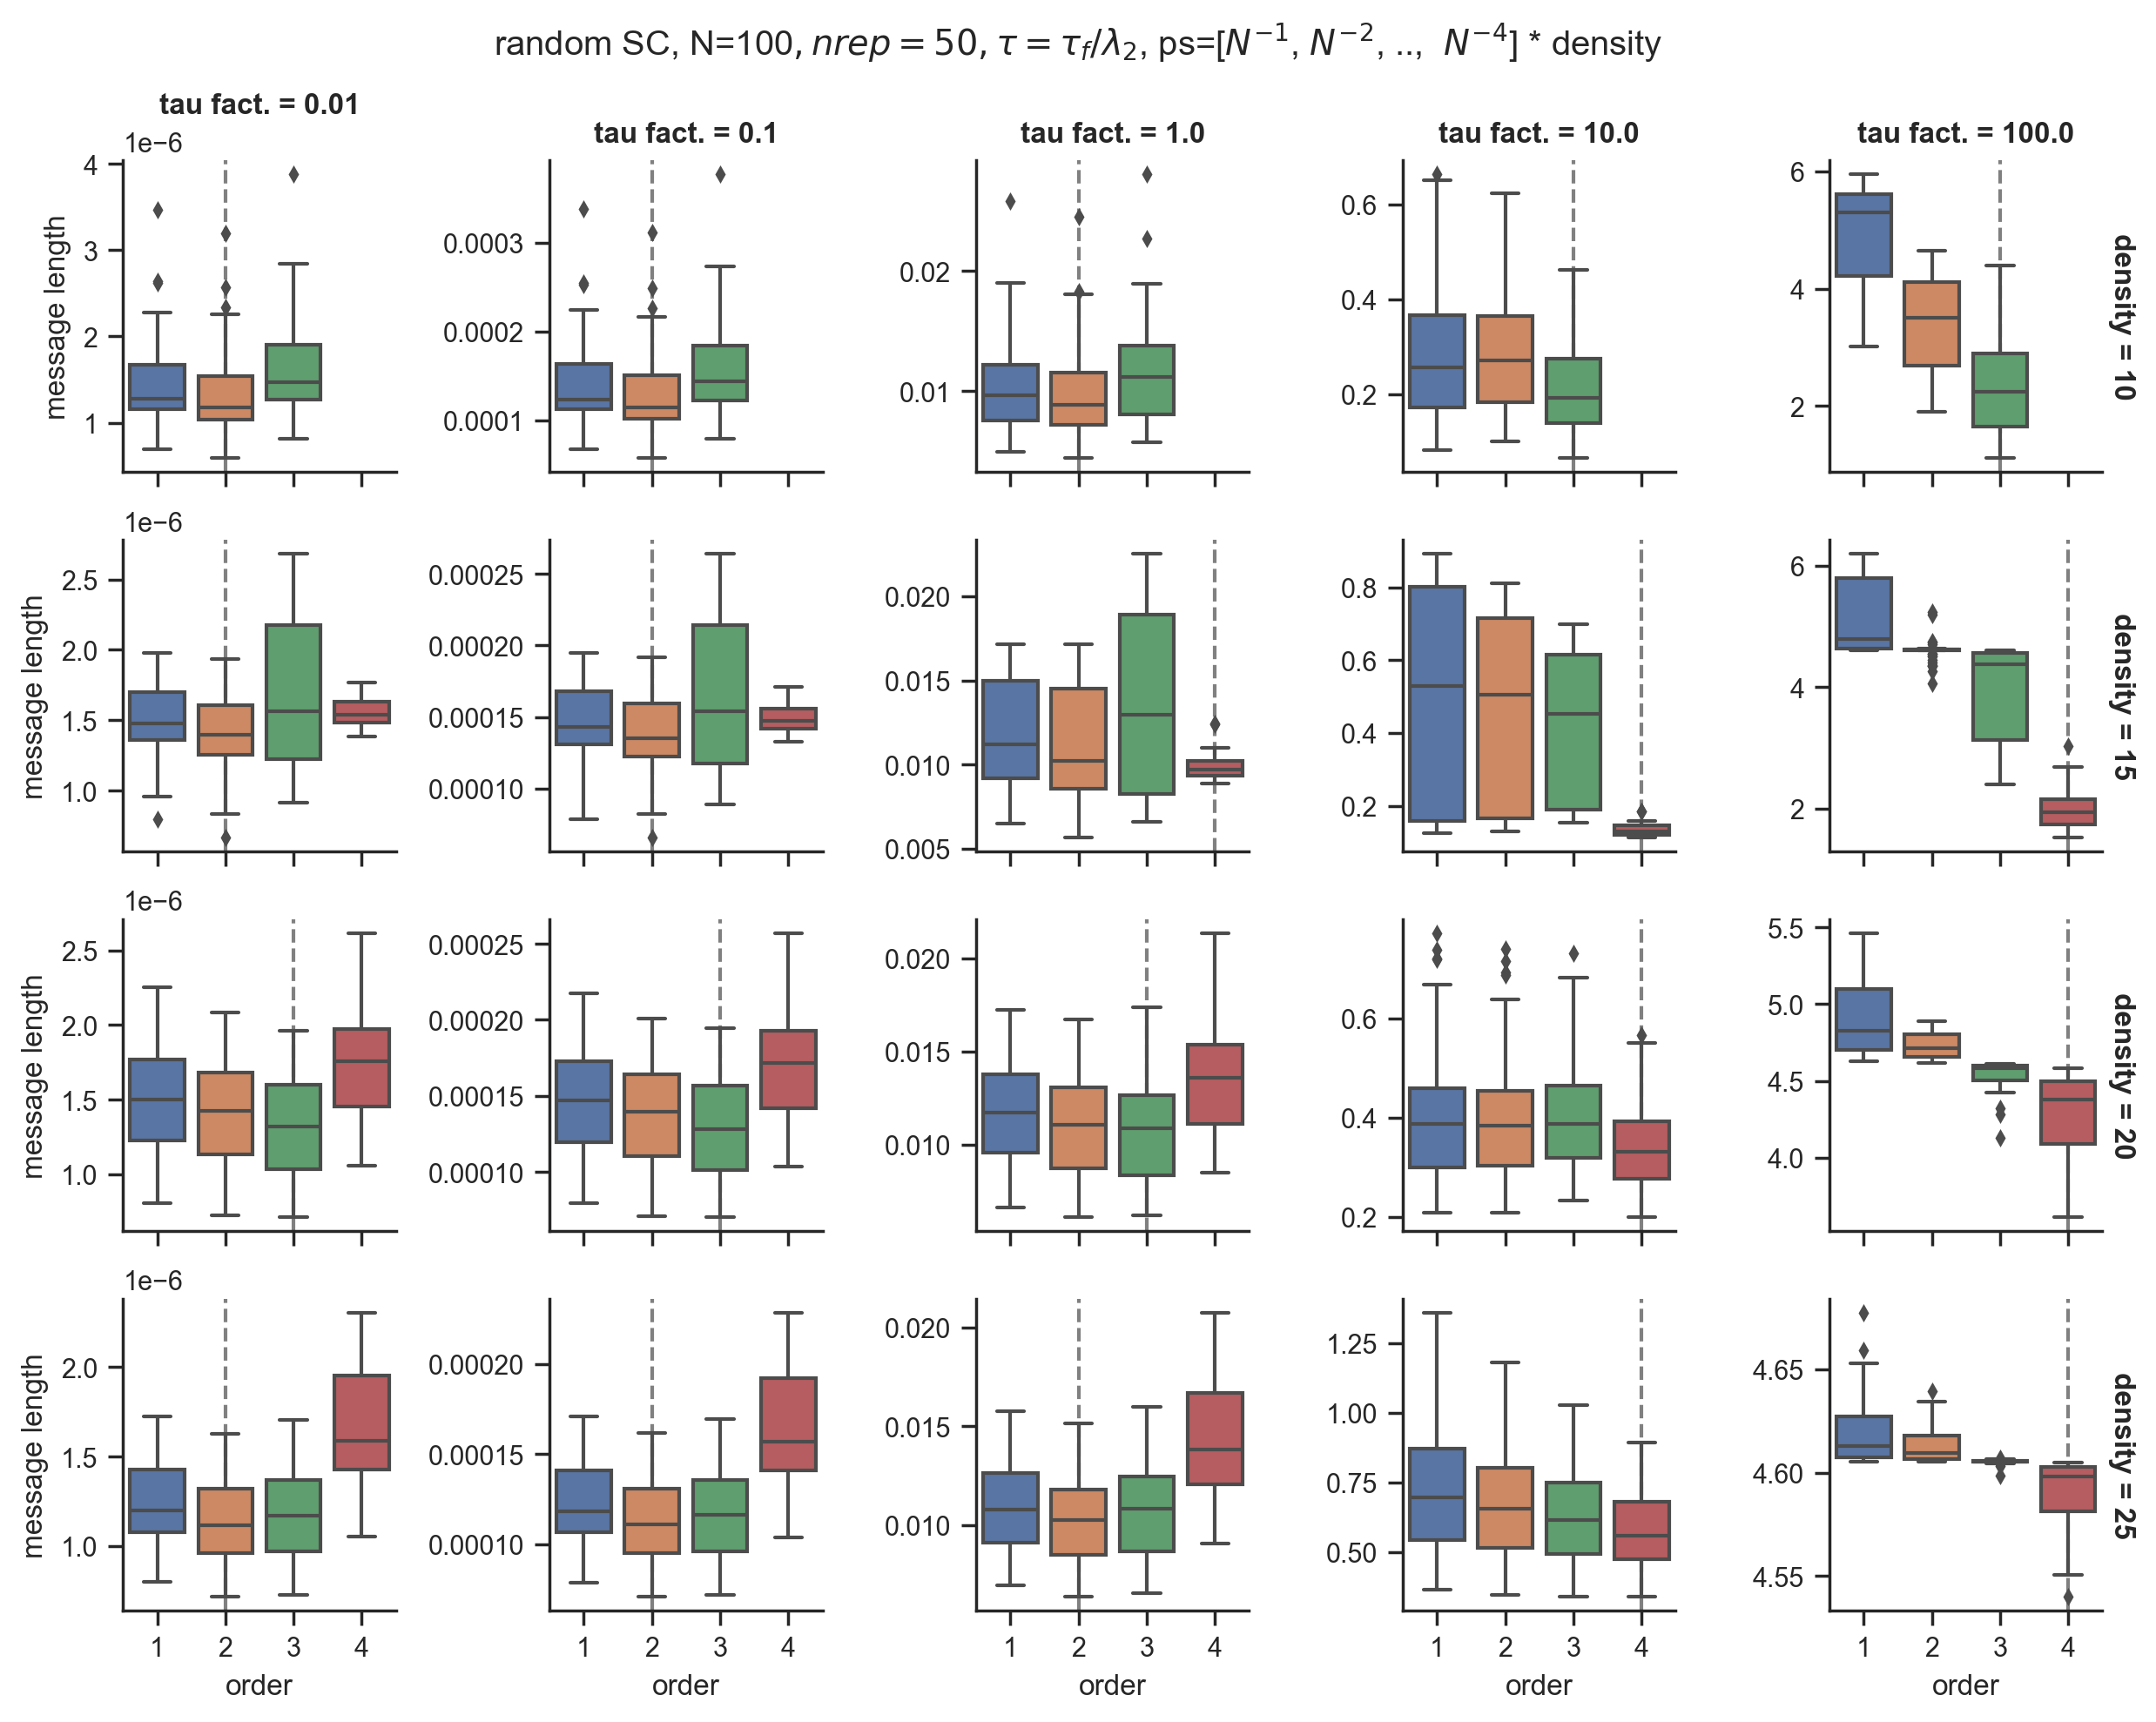 random SC, N=100, nrep = 50, τ = τ_f/λ_2, ps=[N^{-1}, N^{-2}, .., N^{-4}] * density
tau fact. = 0.01
tau fact. = 0.1
tau fact. = 1.0
tau fact. = 10.0
tau fact. = 100.0
1e−6
4
3
2
1
message length
0.0003
0.0002
0.0001
0.02
0.01
0.6
0.4
0.2
6
4
2
density = 10
1e−6
2.5
2.0
1.5
1.0
message length
0.00025
0.00020
0.00015
0.00010
0.020
0.015
0.010
0.005
0.8
0.6
0.4
0.2
6
4
2
density = 15
1e−6
2.5
2.0
1.5
1.0
message length
0.00025
0.00020
0.00015
0.00010
0.020
0.015
0.010
0.6
0.4
0.2
5.5
5.0
4.5
4.0
density = 20
1e−6
2.0
1.5
1.0
message length
0.00020
0.00015
0.00010
0.020
0.015
0.010
1.25
1.00
0.75
0.50
4.65
4.60
4.55
density = 25
1 2 3 4
1 2 3 4
1 2 3 4
1 2 3 4
1 2 3 4
order
order
order
order
order